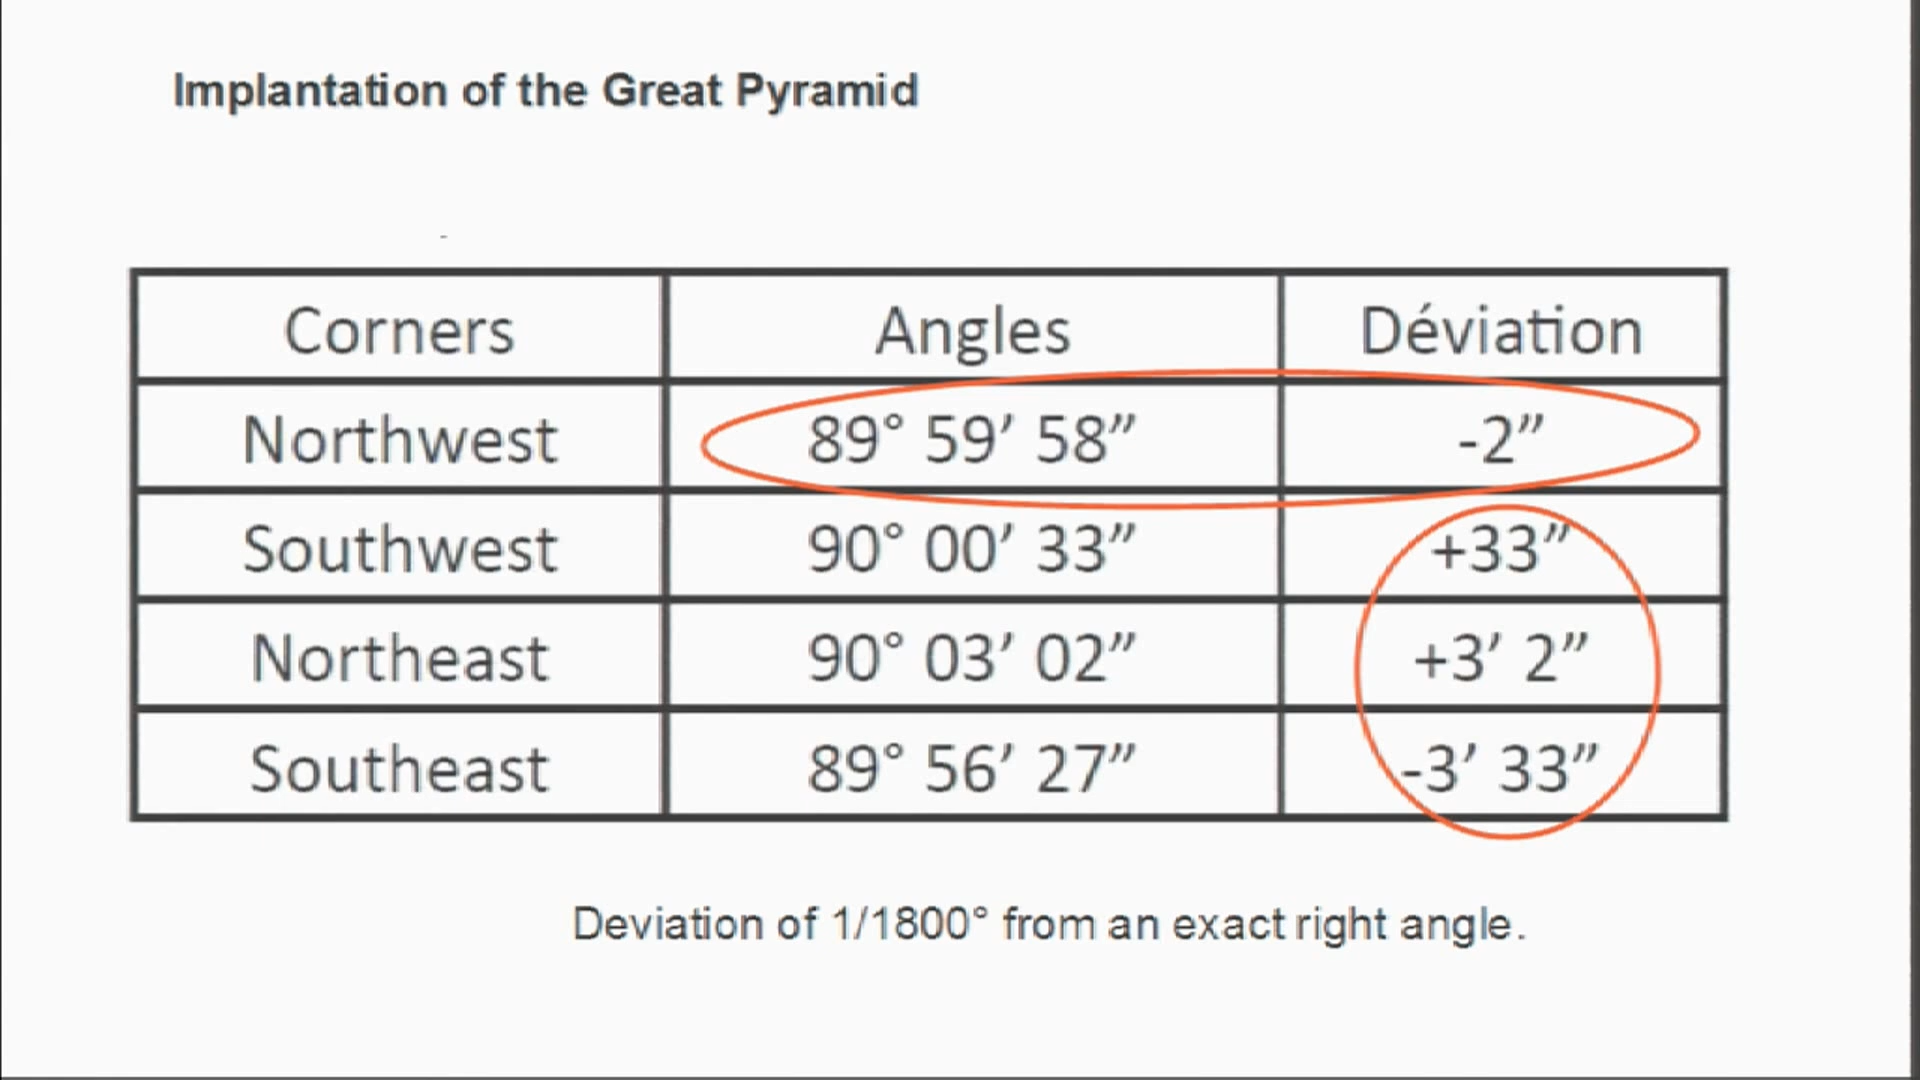 Implantation of the Great Pyramid
Corners Angles Déviation
Northwest 89° 59’ 58” -2”
Southwest 90° 00’ 33” +33”
Northeast 90° 03’ 02” +3’ 2”
Southeast 89° 56’ 27” -3’ 33”
Deviation of 1/1800° from an exact right angle.